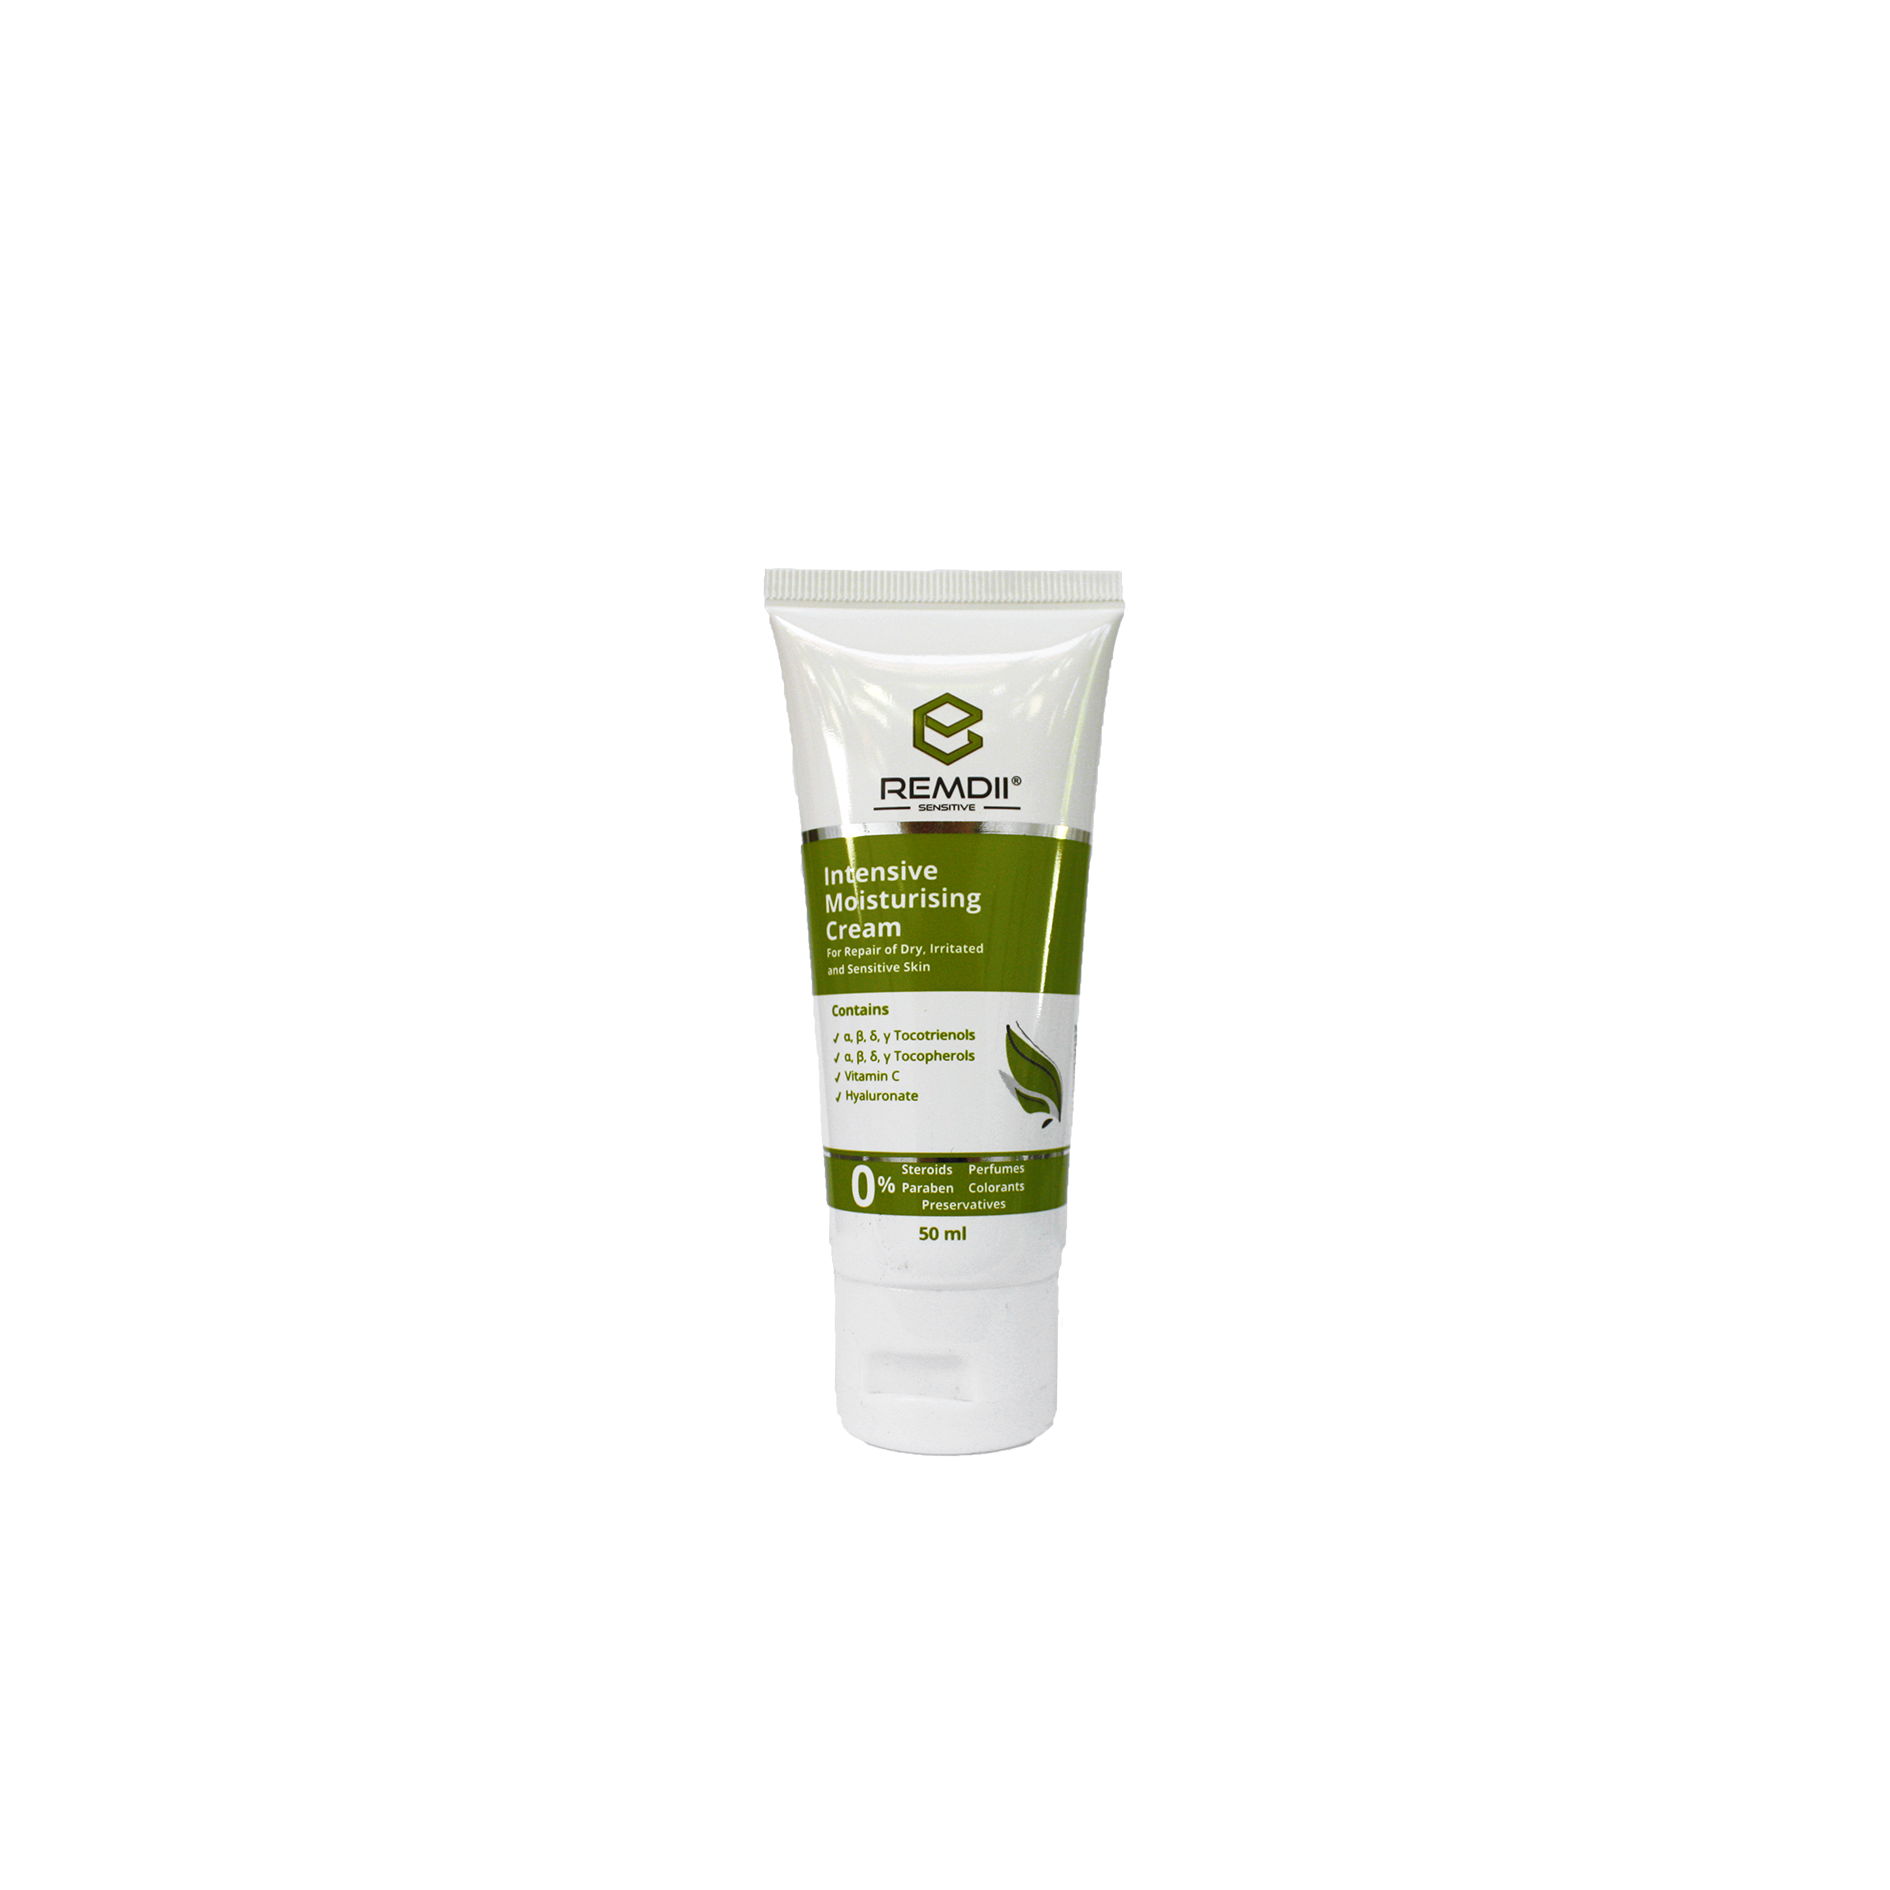 REMDII®
SENSITIVE
Intensive
Moisturising
Cream
For Repair of Dry, Irritated
and Sensitive Skin
Contains
✓ α, β, δ, γ Tocotrienols
✓ α, β, δ, γ Tocopherols
✓ Vitamin C
✓ Hyaluronate
0% Steroids Perfumes
Paraben Colorants
Preservatives
50 ml